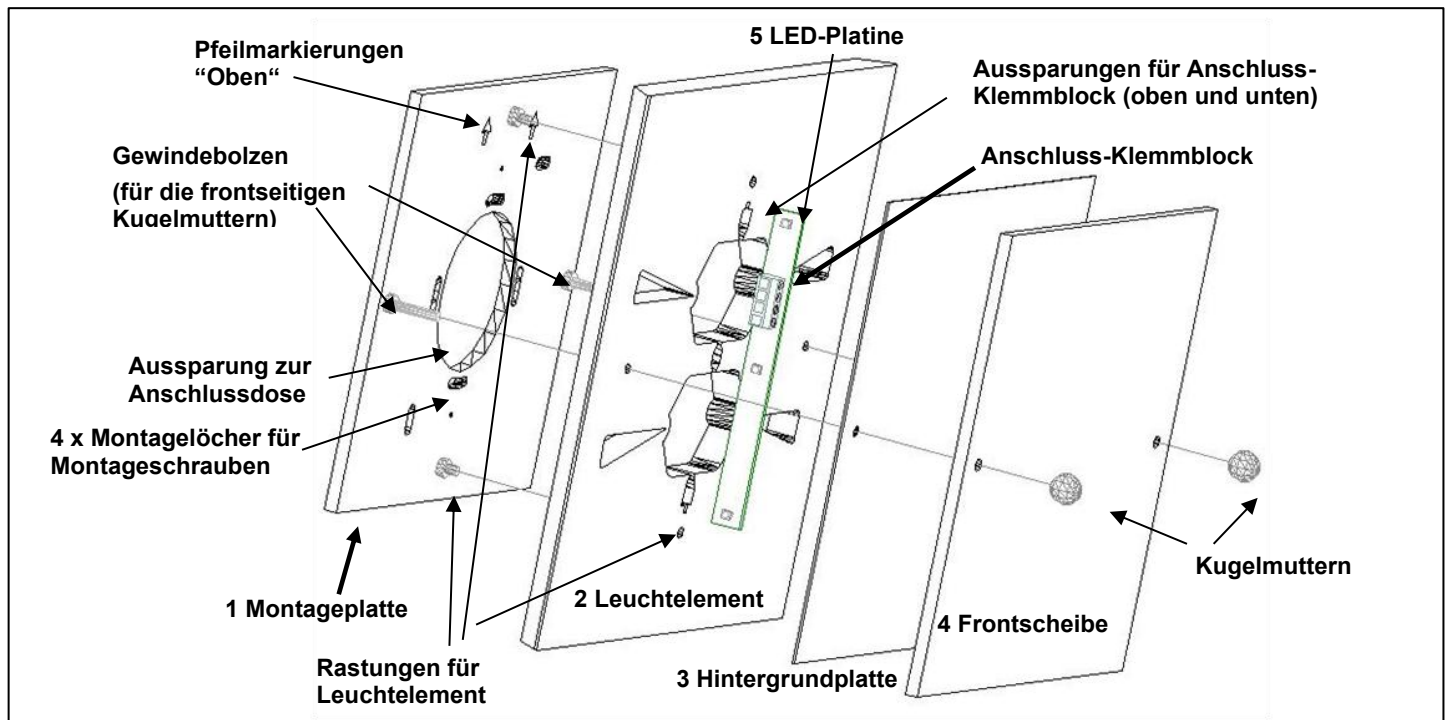 Pfeilmarkierungen
“Oben“
5 LED-Platine
Aussparungen für Anschluss-
Klemmblock (oben und unten)
Gewindebolzen
(für die frontseitigen
Kugelmuttern)
Anschluss-Klemmblock
Aussparung zur
Anschlussdose
4 x Montagelöcher für
Montageschrauben
1 Montageplatte
Rastungen für
Leuchtelement
2 Leuchtelement
3 Hintergrundplatte
4 Frontscheibe
Kugelmuttern